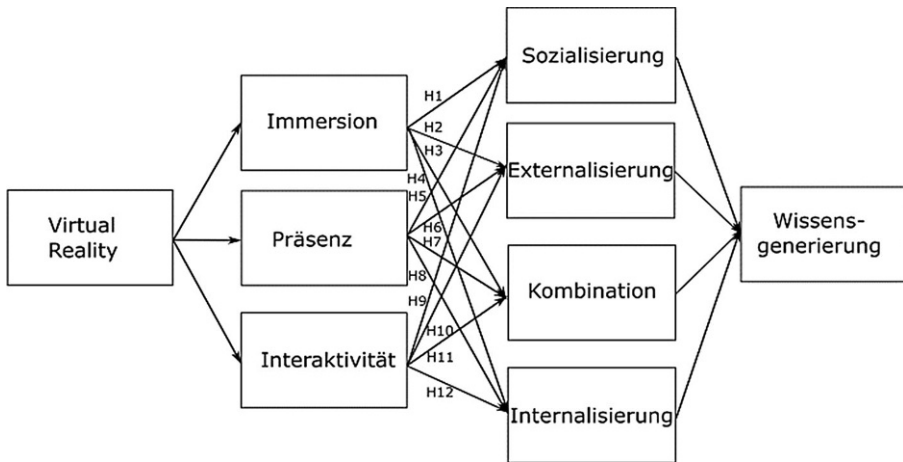 Virtual
Reality
Immersion
Präsenz
Interaktivität
H1
H2
H3
H4
H5
H6
H7
H8
H9
H10
H11
H12
Sozialisierung
Externalisierung
Kombination
Internalisierung
Wissens-
generierung